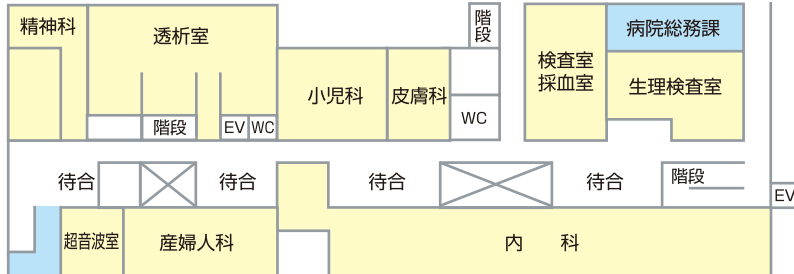 精神科
透析室
階段
検査室
採血室
病院総務課
小児科
皮膚科
生理検査室
階段
EV
WC
WC
待合
待合
待合
待合
階段
EV
超音波室
産婦人科
内　科